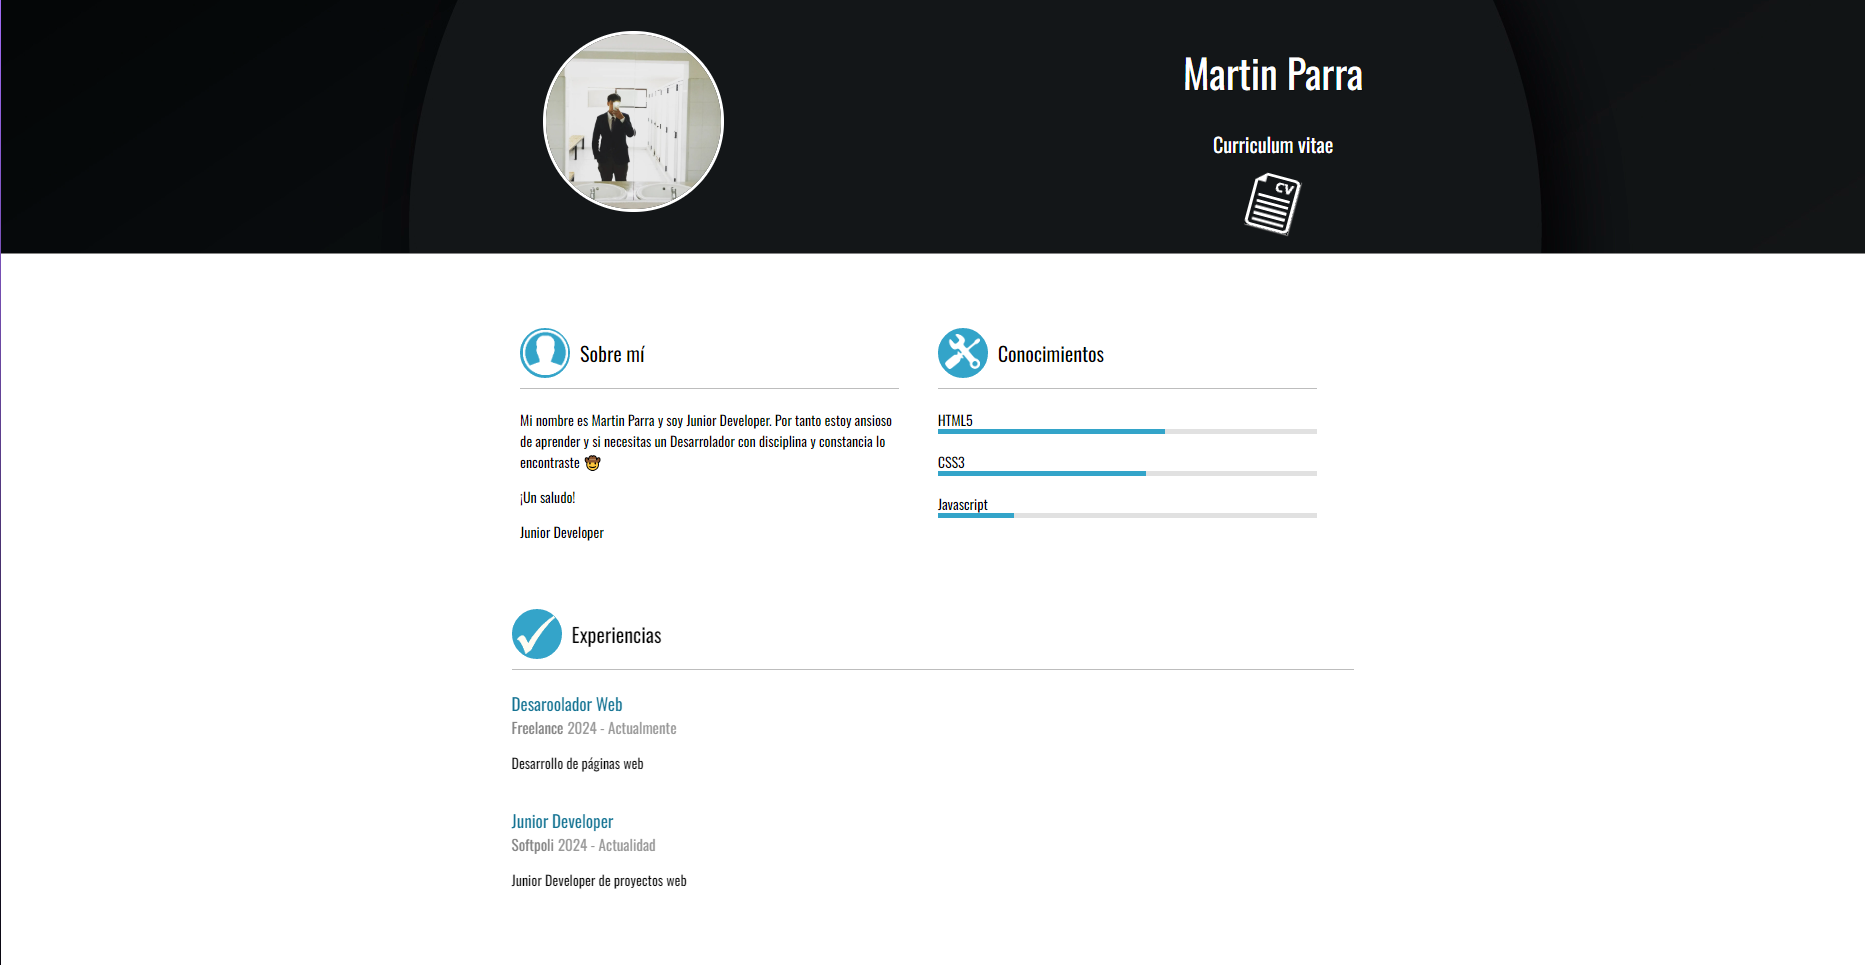 Martin Parra
Curriculum vitae
CV
Sobre mí
Mi nombre es Martin Parra y soy Junior Developer. Por tanto estoy ansioso
de aprender y si necesitas un Desarrolador con disciplina y constancia lo
encontraste 🤠
¡Un saludo!
Junior Developer
Conocimientos
HTML5
CSS3
Javascript
Experiencias
Desaroolador Web
Freelance 2024 - Actualmente
Desarrollo de páginas web
Junior Developer
Softpoli 2024 - Actualidad
Junior Developer de proyectos web